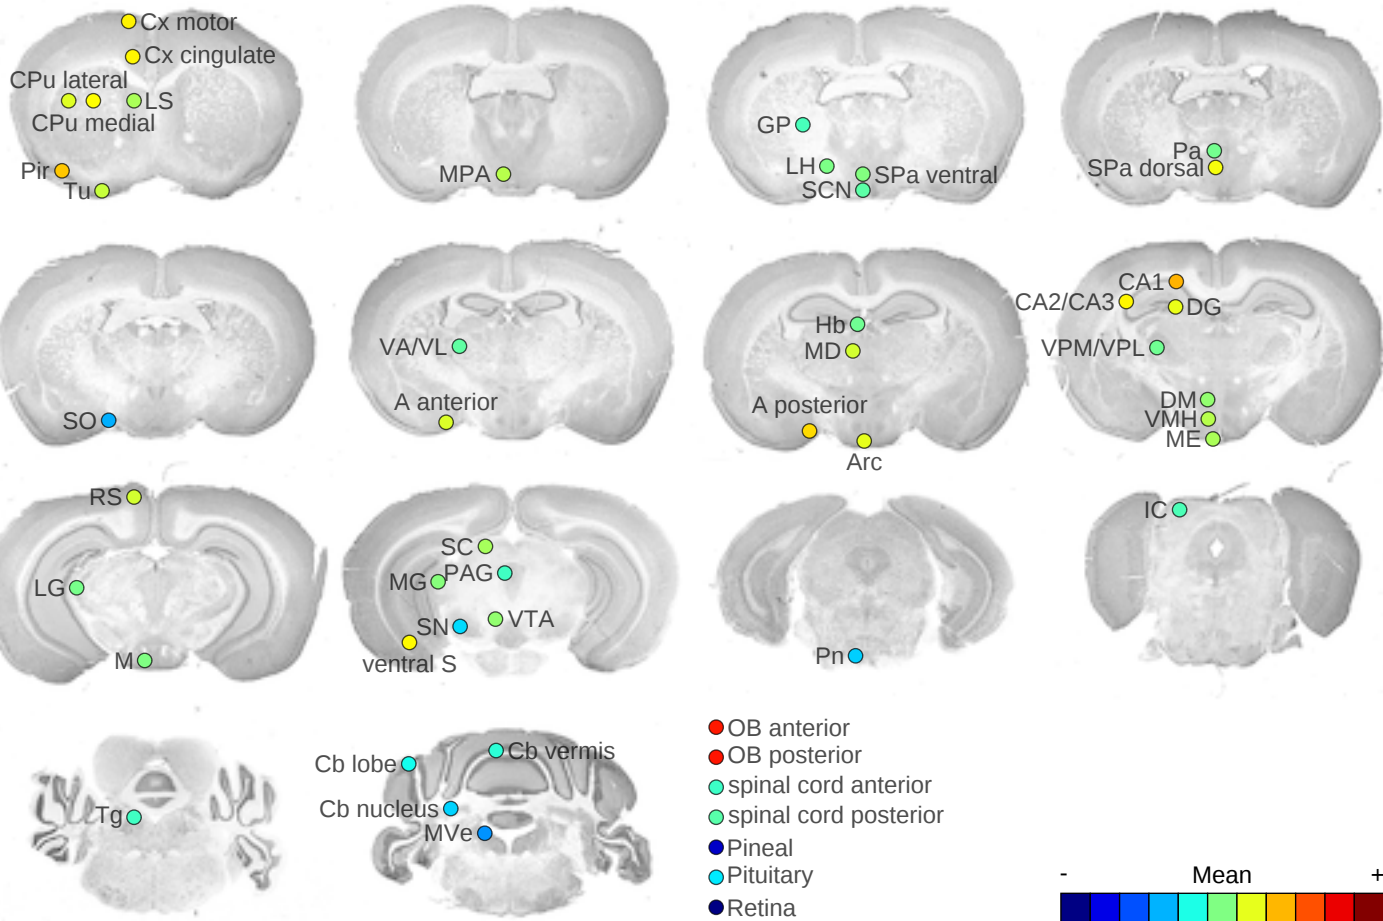 Cx motor
Cx cingulate
CPu lateral
LS
CPu medial
Pir
Tu
MPA
GP
LH
SPa ventral
SCN
Pa
SPa dorsal
SO
VA/VL
A anterior
Hb
MD
A posterior
Arc
CA1
CA2/CA3
DG
VPM/VPL
DM
VMH
ME
RS
LG
M
SC
PAG
MG
SN
VTA
ventral S
Pn
IC
Tg
Cb lobe
Cb vermis
Cb nucleus
MVe
OB anterior
OB posterior
spinal cord anterior
spinal cord posterior
Pineal
Pituitary
Retina
- Mean +